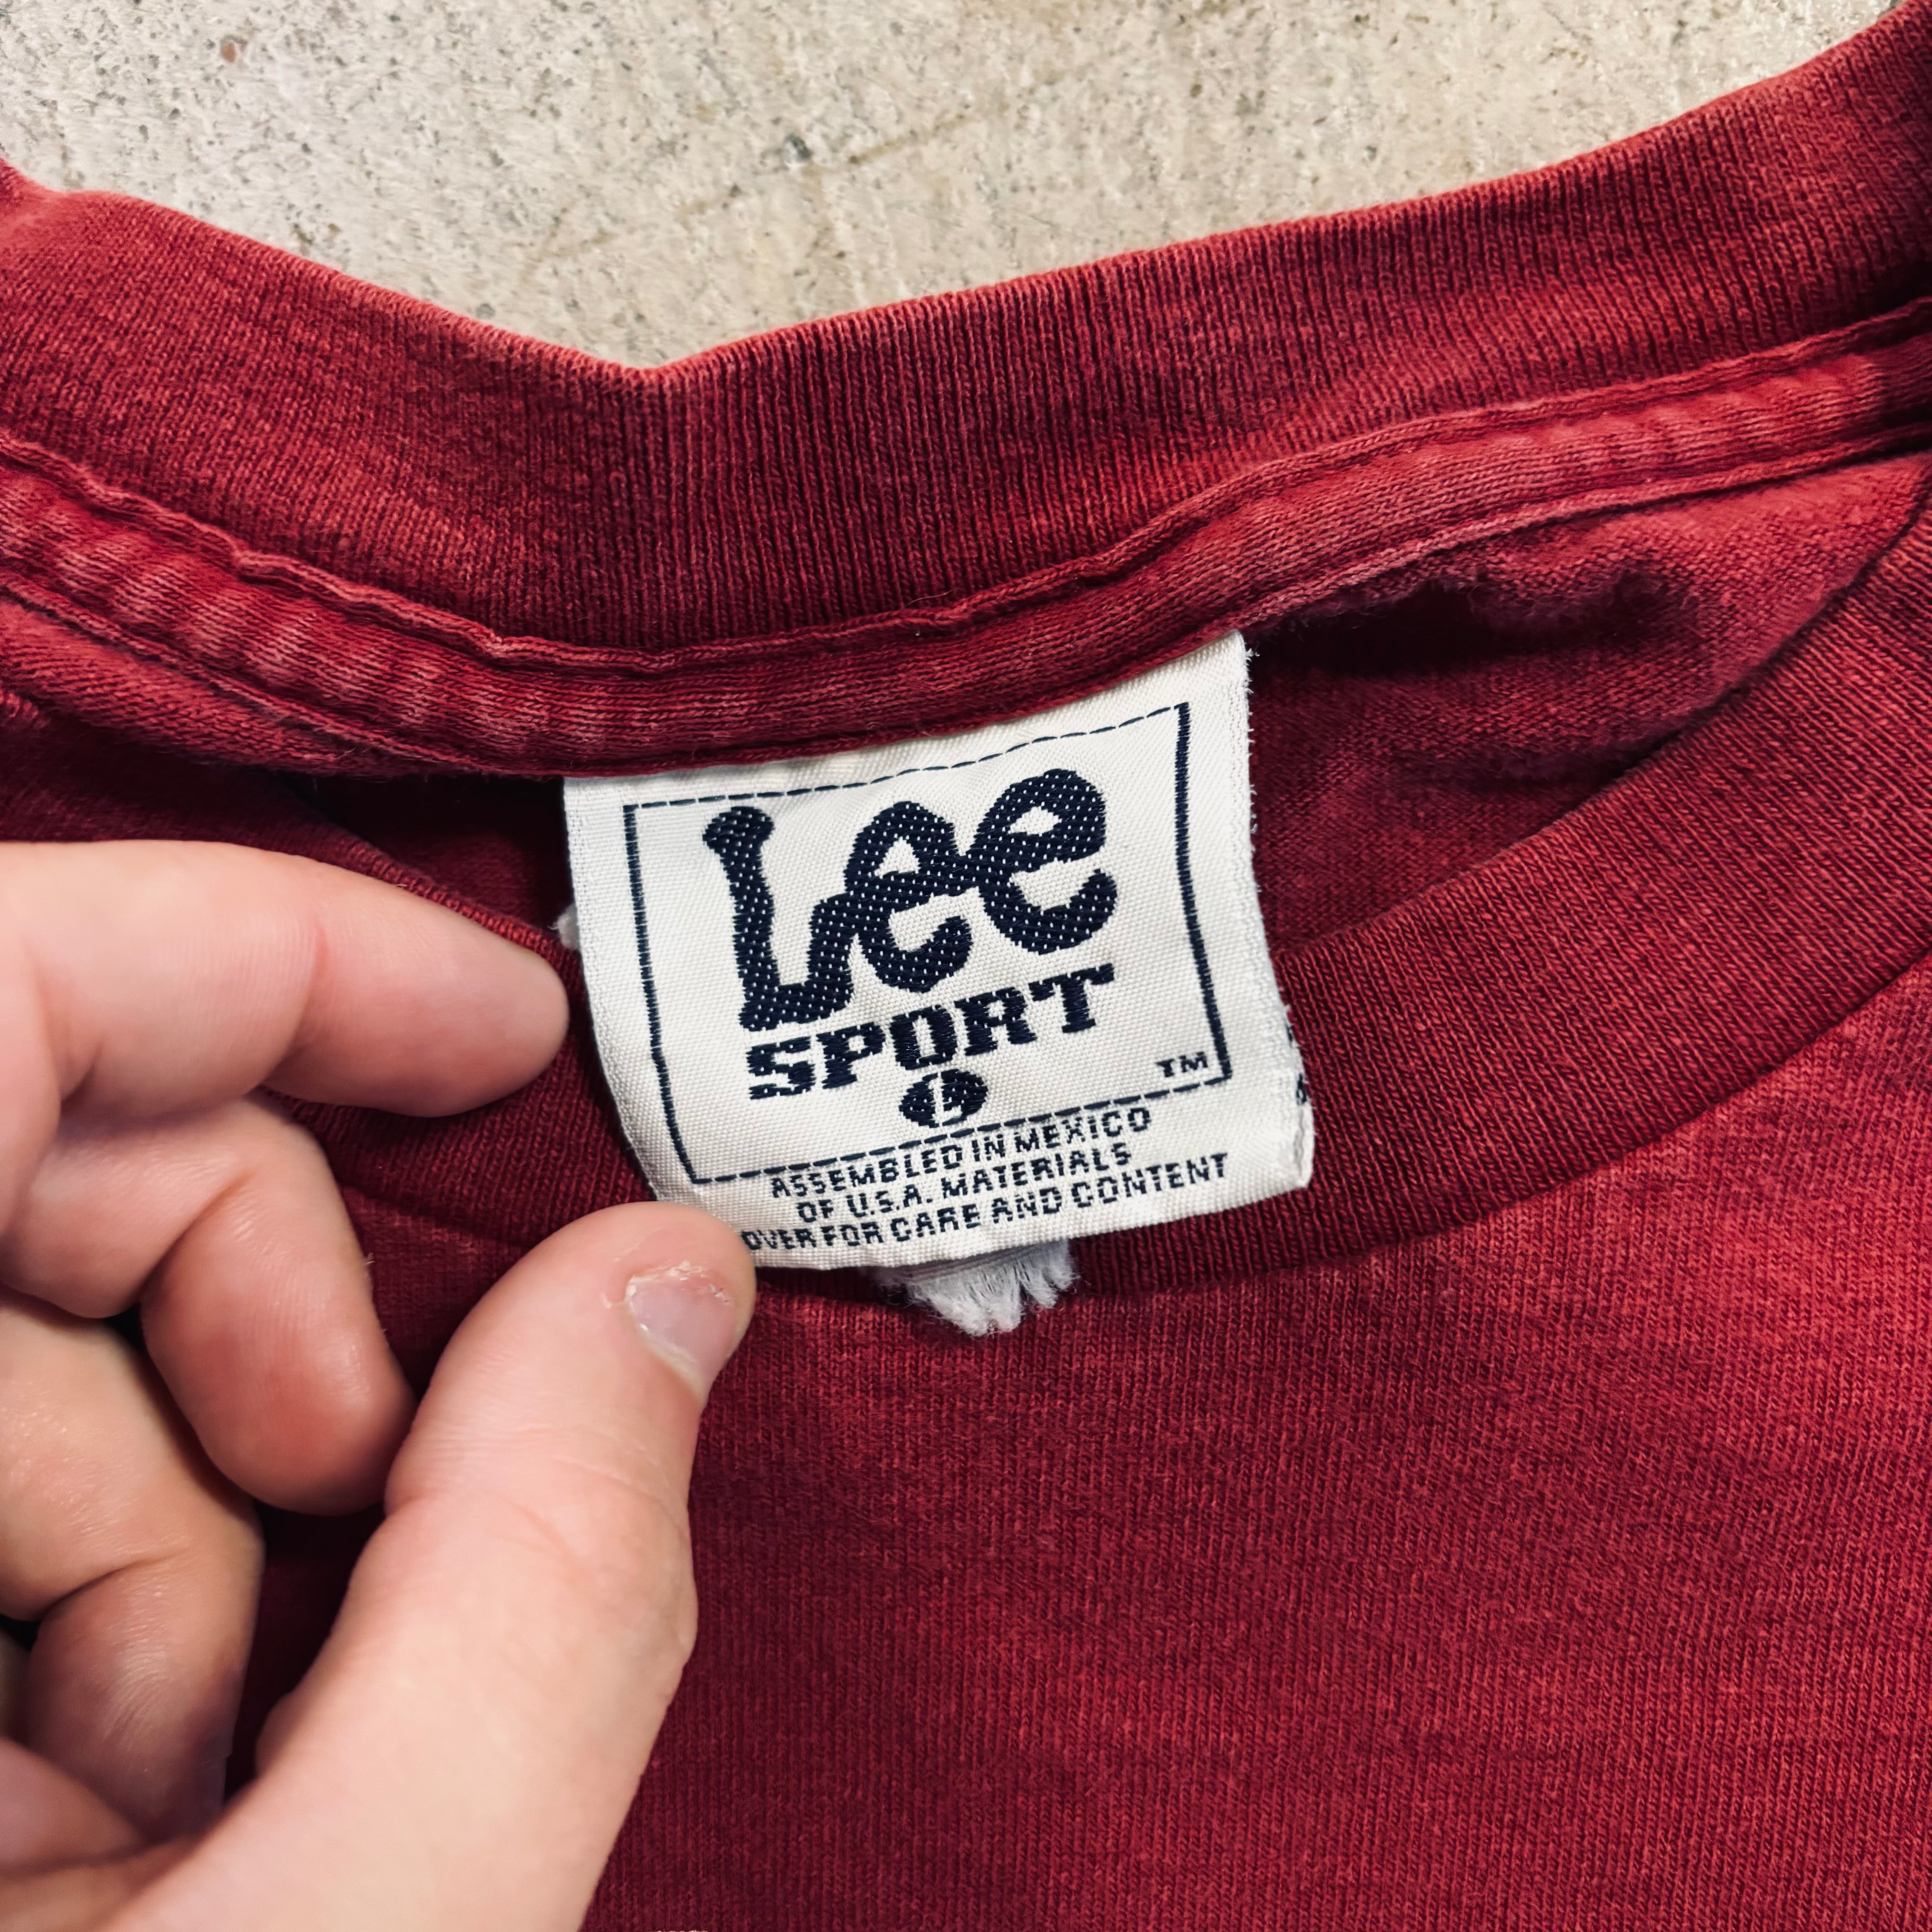 Lee
SPORT
L
TM
ASSEMBLED IN MEXICO
OF U.S.A. MATERIALS
OVER FOR CARE AND CONTENT